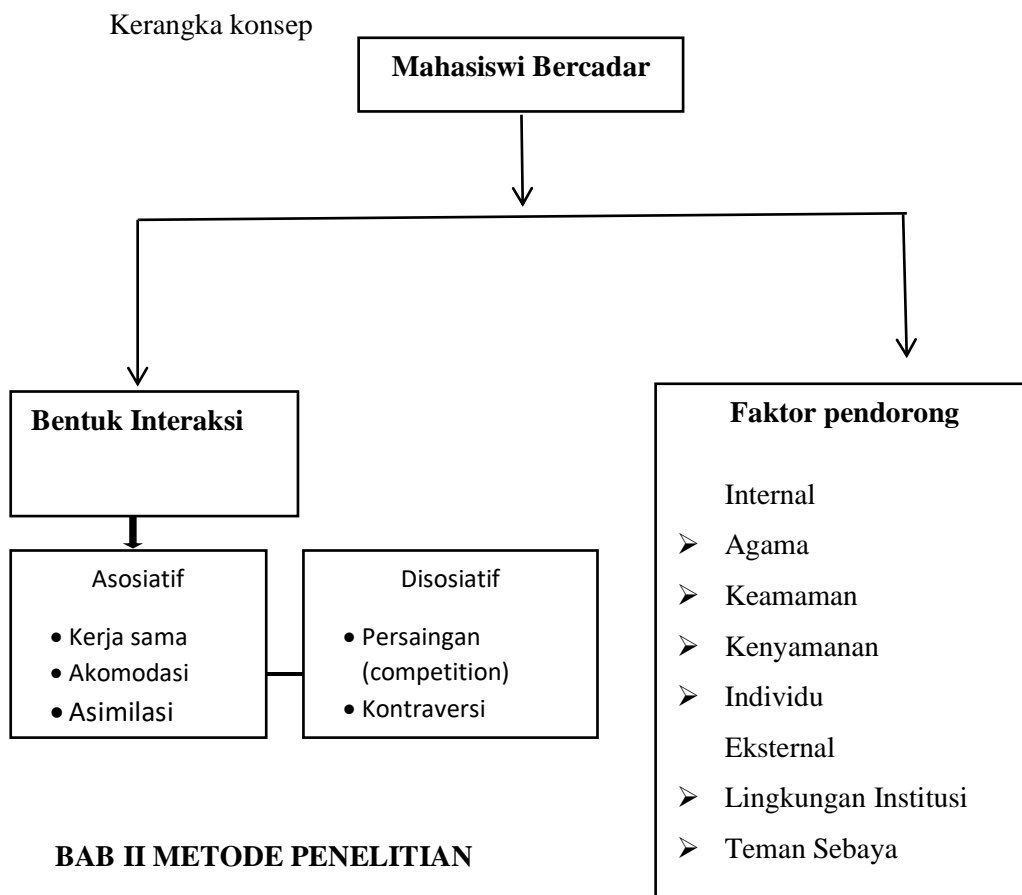 Kerangka konsep
Mahasiswi Bercadar
Bentuk Interaksi
Asosiatif
• Kerja sama
• Akomodasi
• Asimilasi
Disosiatif
• Persaingan
(competition)
• Kontraversi
Faktor pendorong
Internal
➢ Agama
➢ Keamaman
➢ Kenyamanan
➢ Individu
Eksternal
➢ Lingkungan Institusi
➢ Teman Sebaya
BAB II METODE PENELITIAN